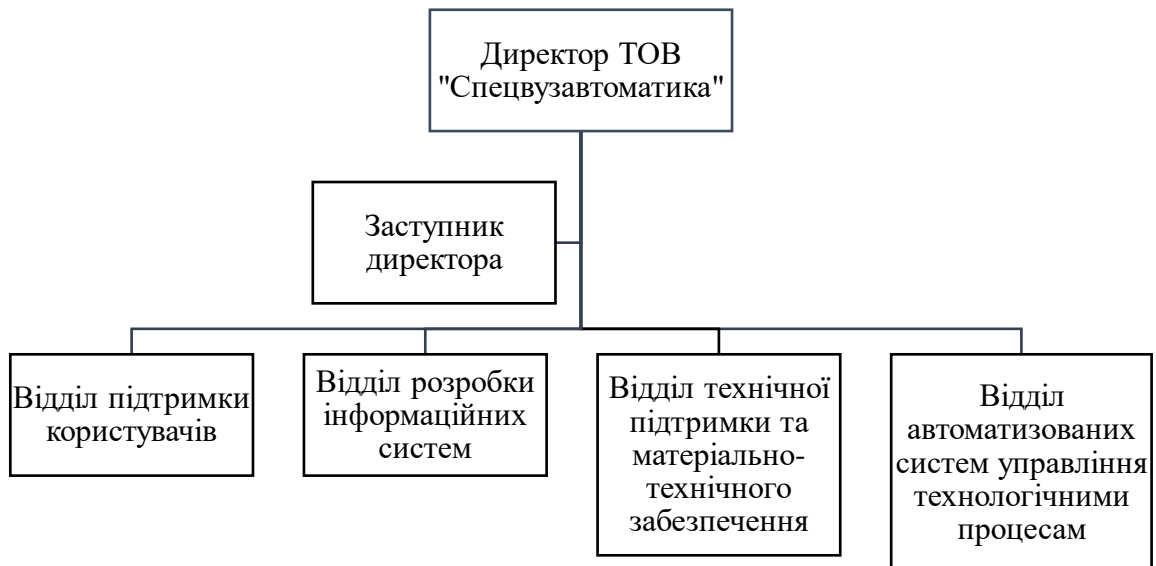 Директор ТОВ
"Спецвузавтоматика"
Заступник
директора
Відділ підтримки
користувачів
Відділ розробки
інформаційних
систем
Відділ технічної
підтримки та
матеріально-
технічного
забезпечення
Відділ
автоматизованих
систем управління
технологічними
процесам